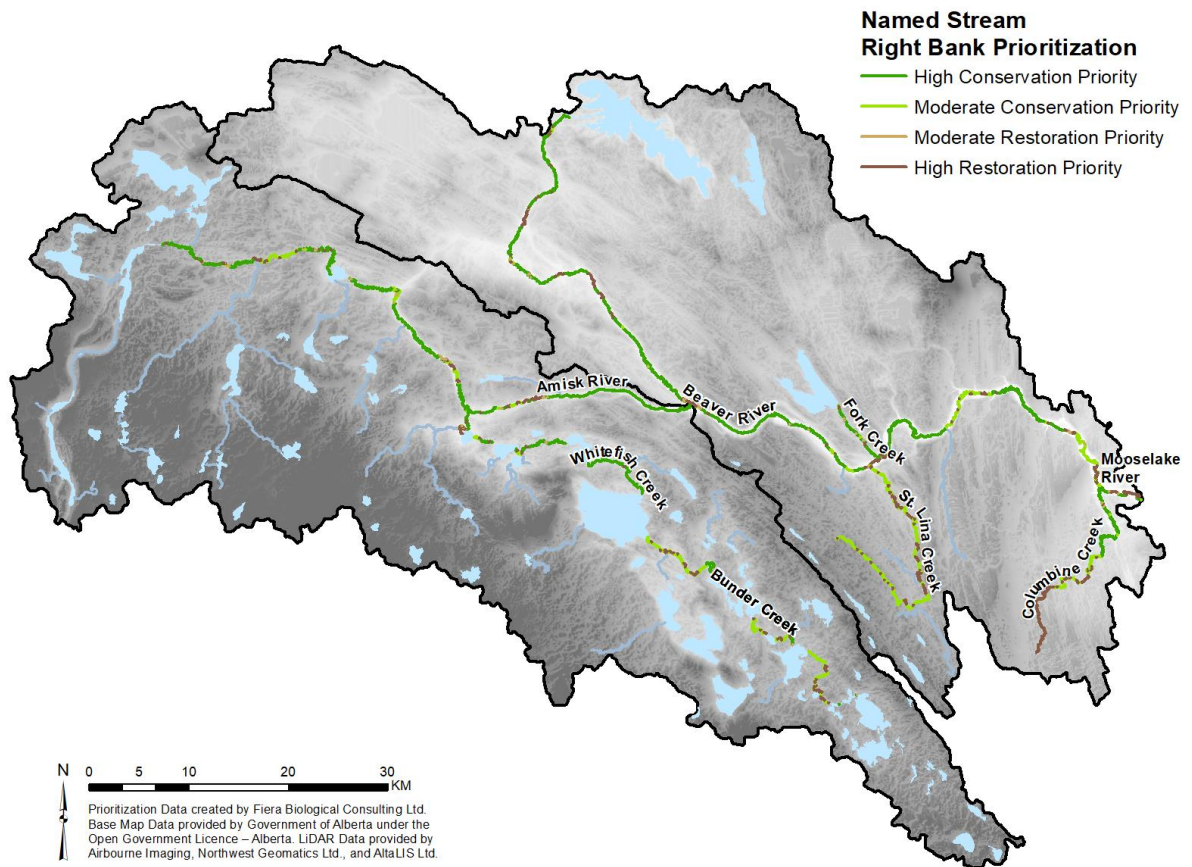 Named Stream
Right Bank Prioritization
High Conservation Priority
Moderate Conservation Priority
Moderate Restoration Priority
High Restoration Priority
Amisk River
Beaver River
Fork Creek
Mooselake
River
Whitefish Creek
St. Lina Creek
Columbine Creek
Bunder Creek
N
0 5 10 20 30
KM
Prioritization Data created by Fiera Biological Consulting Ltd.
Base Map Data provided by Government of Alberta under the
Open Government Licence – Alberta. LiDAR Data provided by
Airbourne Imaging, Northwest Geomatics Ltd., and AltaLIS Ltd.